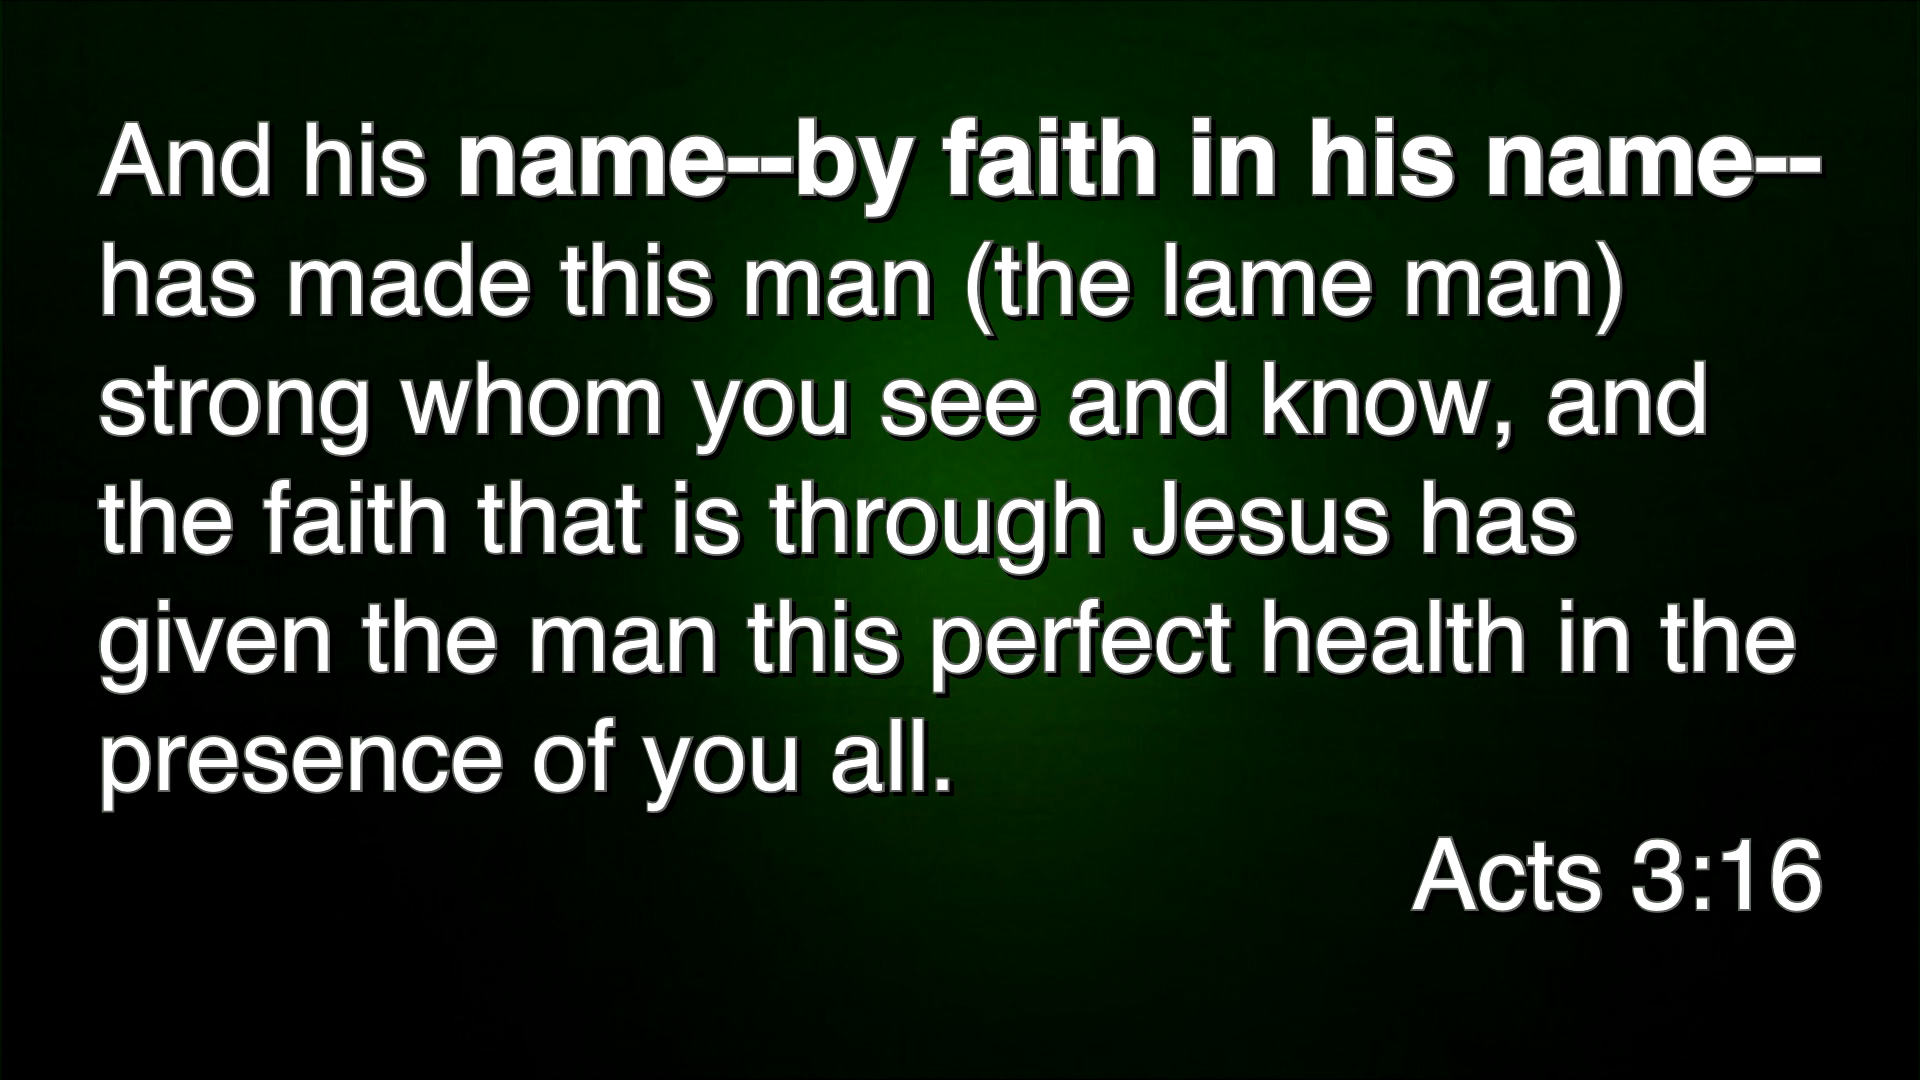 And his name--by faith in his name--
has made this man (the lame man)
strong whom you see and know, and
the faith that is through Jesus has
given the man this perfect health in the
presence of you all.
Acts 3:16